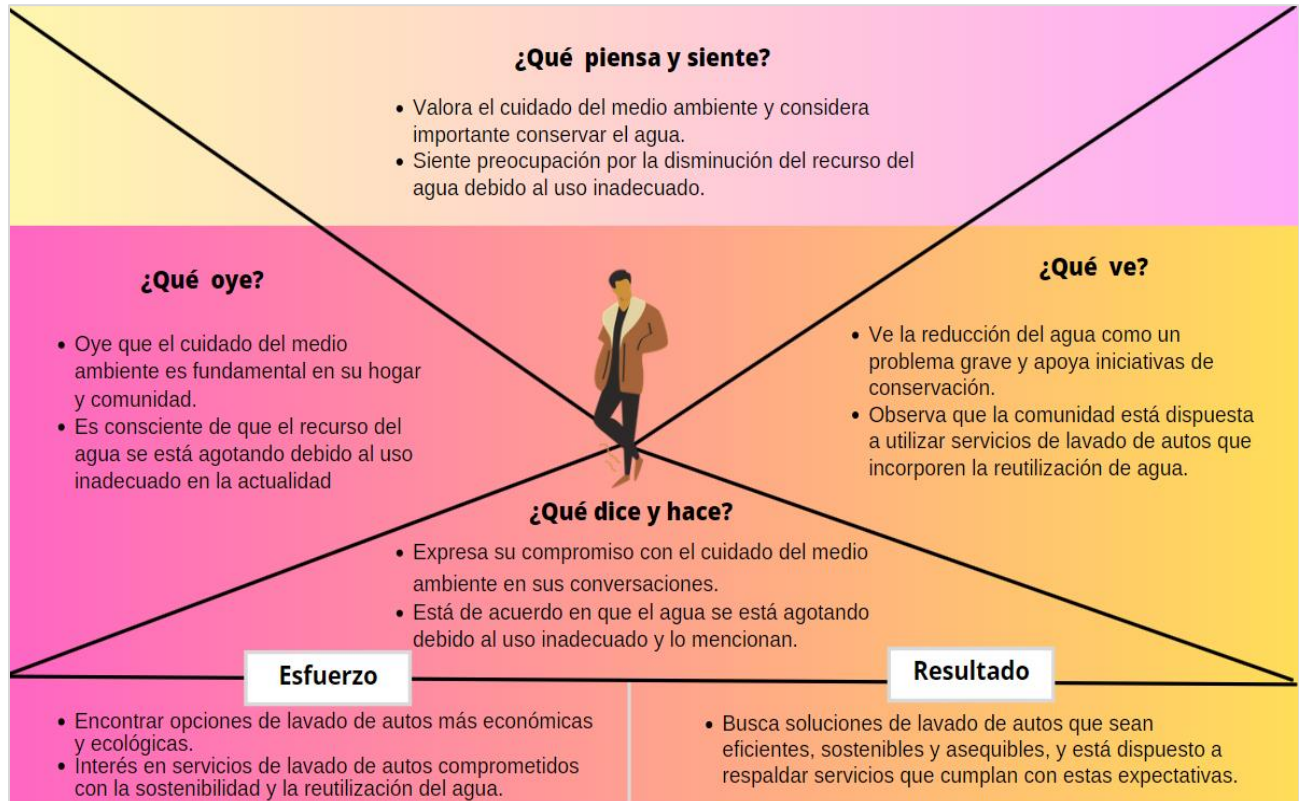 ¿Qué piensa y siente?
• Valora el cuidado del medio ambiente y considera
importante conservar el agua.
• Siente preocupación por la disminución del recurso del
agua debido al uso inadecuado.
¿Qué oye?
• Oye que el cuidado del medio
ambiente es fundamental en su hogar
y comunidad.
• Es consciente de que el recurso del
agua se está agotando debido al uso
inadecuado en la actualidad
¿Qué ve?
• Ve la reducción del agua como un
problema grave y apoya iniciativas de
conservación.
• Observa que la comunidad está dispuesta
a utilizar servicios de lavado de autos que
incorporen la reutilización de agua.
¿Qué dice y hace?
• Expresa su compromiso con el cuidado del medio
ambiente en sus conversaciones.
• Está de acuerdo en que el agua se está agotando
debido al uso inadecuado y lo mencionan.
Esfuerzo
• Encontrar opciones de lavado de autos más económicas
y ecológicas.
• Interés en servicios de lavado de autos comprometidos
con la sostenibilidad y la reutilización del agua.
Resultado
• Busca soluciones de lavado de autos que sean
eficientes, sostenibles y asequibles, y está dispuesto a
respaldar servicios que cumplan con estas expectativas.